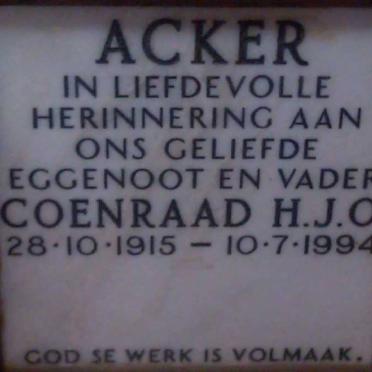 ACKER
IN LIEFDEVOLLE
HERINNERING AAN
ONS GELIEFDE
EGGENOOT EN VADER
COENRAAD H.J.O
28·10·1915 – 10·7·1994
GOD SE WERK IS VOLMAAK.